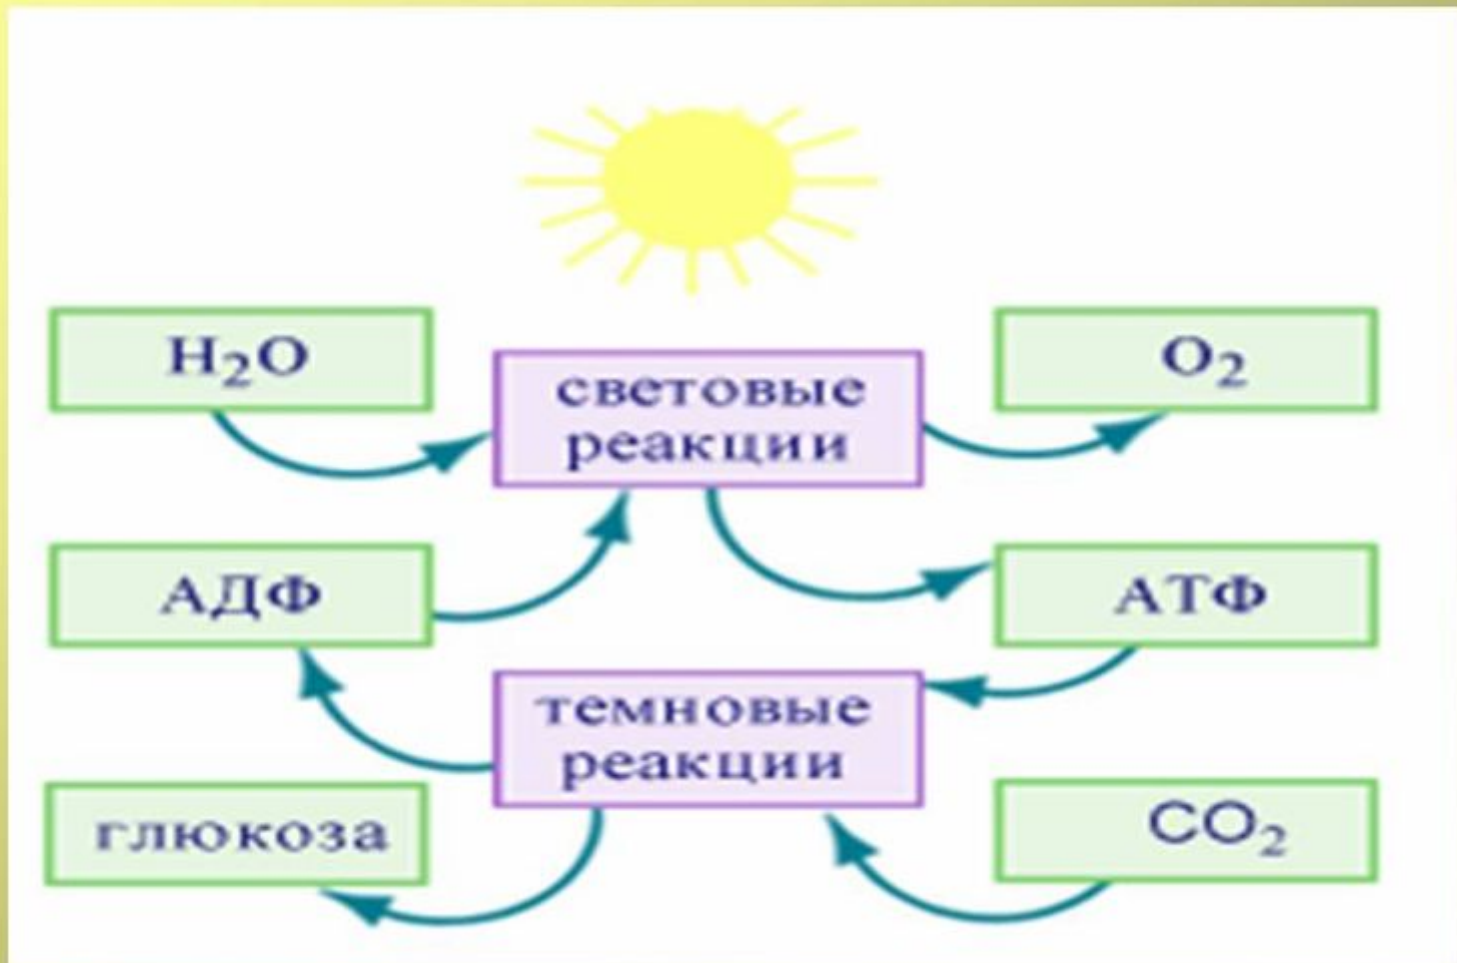 H₂O
O₂
световые
реакции
АДФ
АТФ
темновые
реакции
глюкоза
CO₂